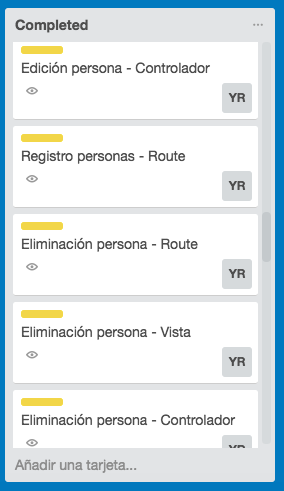 Completed
Edición persona - Controlador
YR
Registro personas - Route
YR
Eliminación persona - Route
YR
Eliminación persona - Vista
YR
Eliminación persona - Controlador
YR
Añadir una tarjeta...